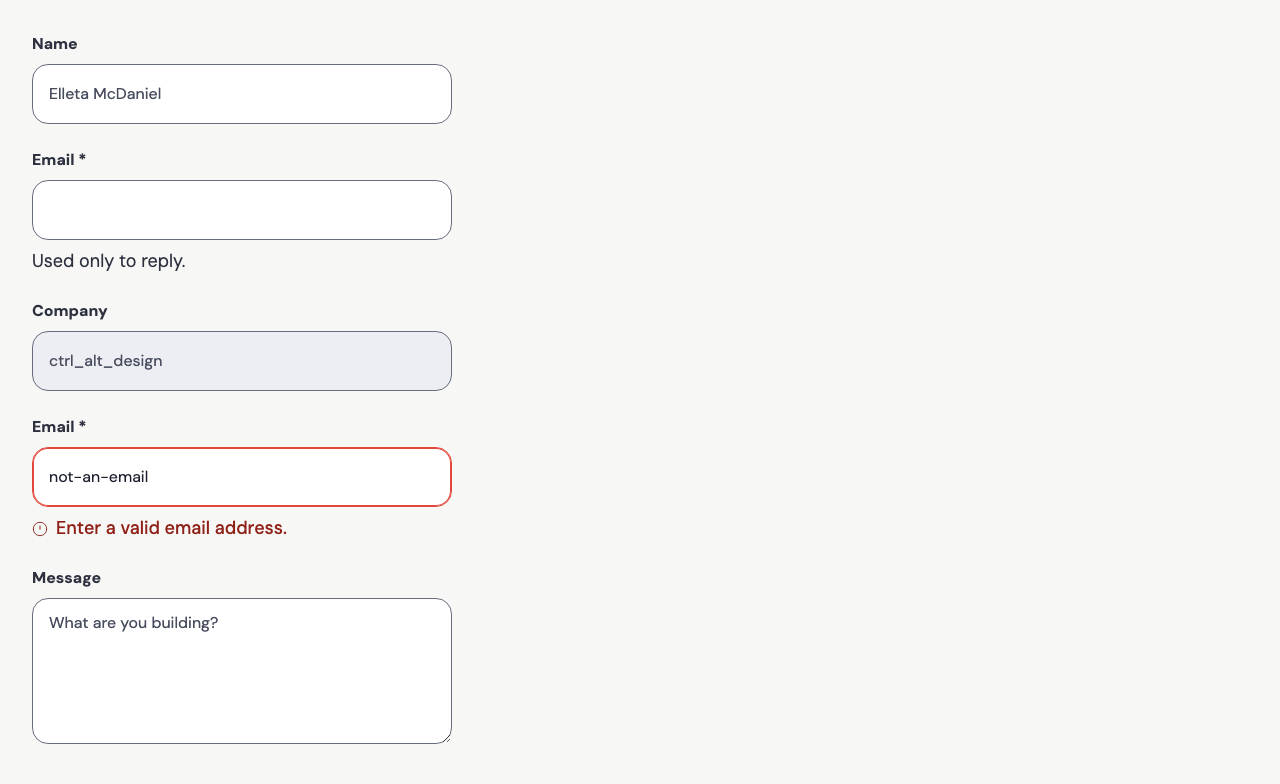 Name
Elleta McDaniel
Email *
Used only to reply.
Company
ctrl_alt_design
Email *
not-an-email
Enter a valid email address.
Message
What are you building?